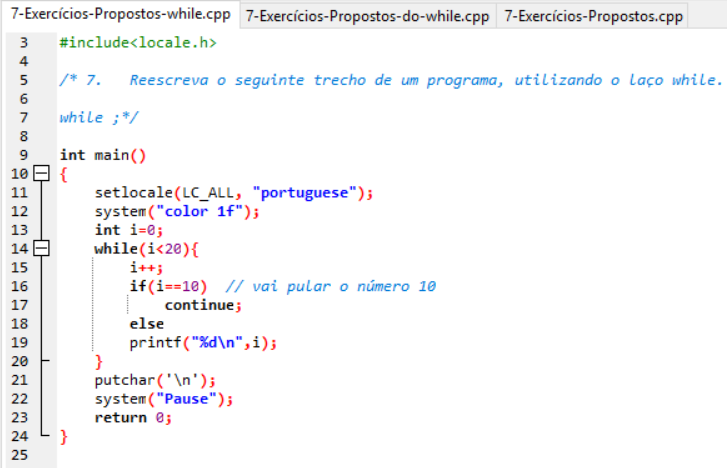 7-Exercícios-Propostos-while.cpp 7-Exercícios-Propostos-do-while.cpp 7-Exercícios-Propostos.cpp
3 #include<locale.h>
4
5 /* 7. Reescreva o seguinte trecho de um programa, utilizando o laço while.
6
7 while ;*/
8
9 int main()
10 {
11 setlocale(LC_ALL, "portuguese");
12 system("color 1f");
13 int i=0;
14 while(i<20){
15 i++;
16 if(i==10) // vai pular o número 10
17 continue;
18 else
19 printf("%d\n",i);
20 }
21 putchar('\n');
22 system("Pause");
23 return 0;
24 }
25